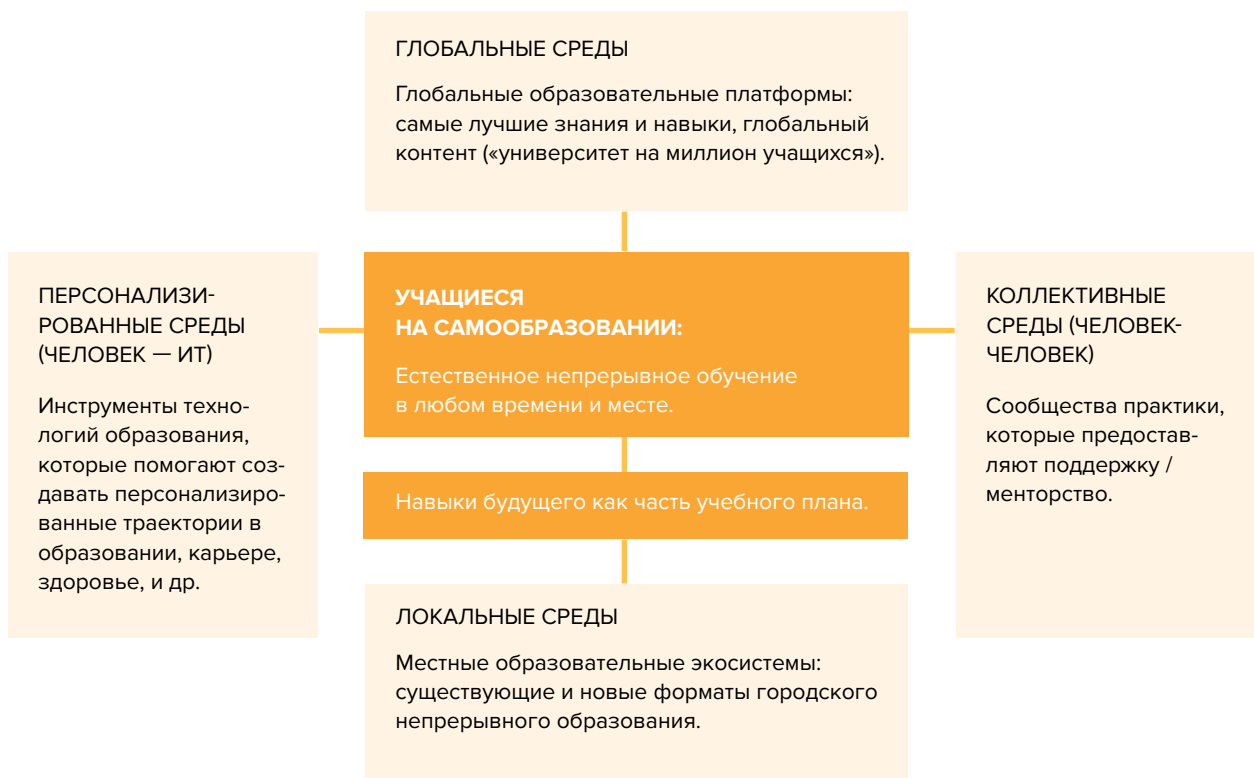 ГЛОБАЛЬНЫЕ СРЕДЫ
Глобальные образовательные платформы:
самые лучшие знания и навыки, глобальный
контент («университет на миллион учащихся»).
ПЕРСОНАЛИЗИ-
РОВАННЫЕ СРЕДЫ
(ЧЕЛОВЕК — ИТ)
Инструменты техно-
логий образования,
которые помогают соз-
давать персонализиро-
ванные траектории в
образовании, карьере,
здоровье, и др.
УЧАЩИЕСЯ
НА САМООБРАЗОВАНИИ:
Естественное непрерывное обучение
в любом времени и месте.
Навыки будущего как часть учебного плана.
КОЛЛЕКТИВНЫЕ
СРЕДЫ (ЧЕЛОВЕК-
ЧЕЛОВЕК)
Сообщества практики,
которые предостав-
ляют поддержку /
менторство.
ЛОКАЛЬНЫЕ СРЕДЫ
Местные образовательные экосистемы:
существующие и новые форматы городского
непрерывного образования.